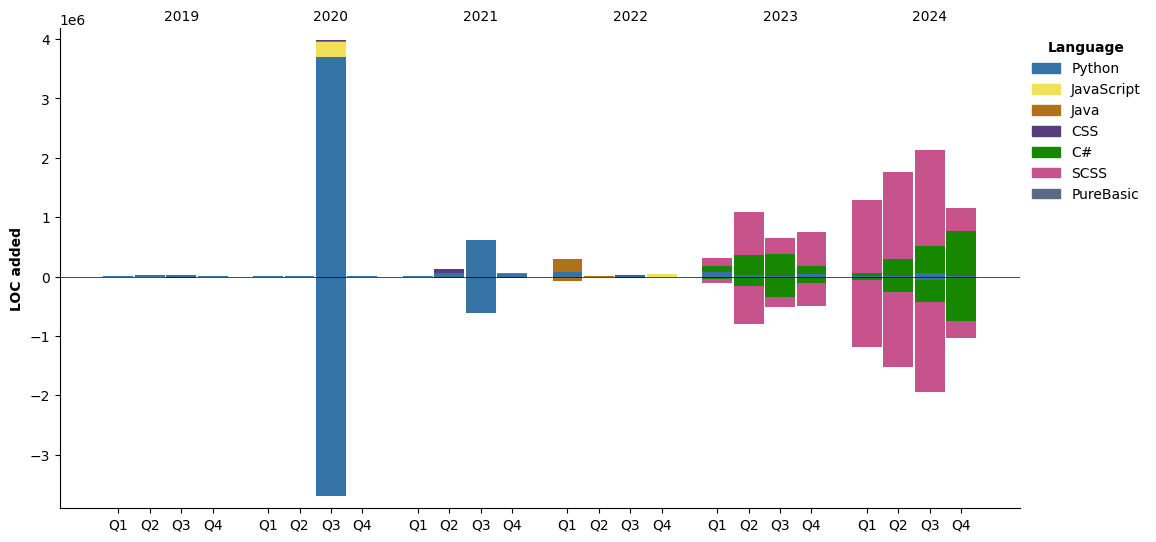 1e6
2019 2020 2021 2022 2023 2024
4
3
2
1
0
−1
−2
−3
LOC added
Q1 Q2 Q3 Q4 Q1 Q2 Q3 Q4 Q1 Q2 Q3 Q4 Q1 Q2 Q3 Q4 Q1 Q2 Q3 Q4 Q1 Q2 Q3 Q4
Language
Python
JavaScript
Java
CSS
C#
SCSS
PureBasic